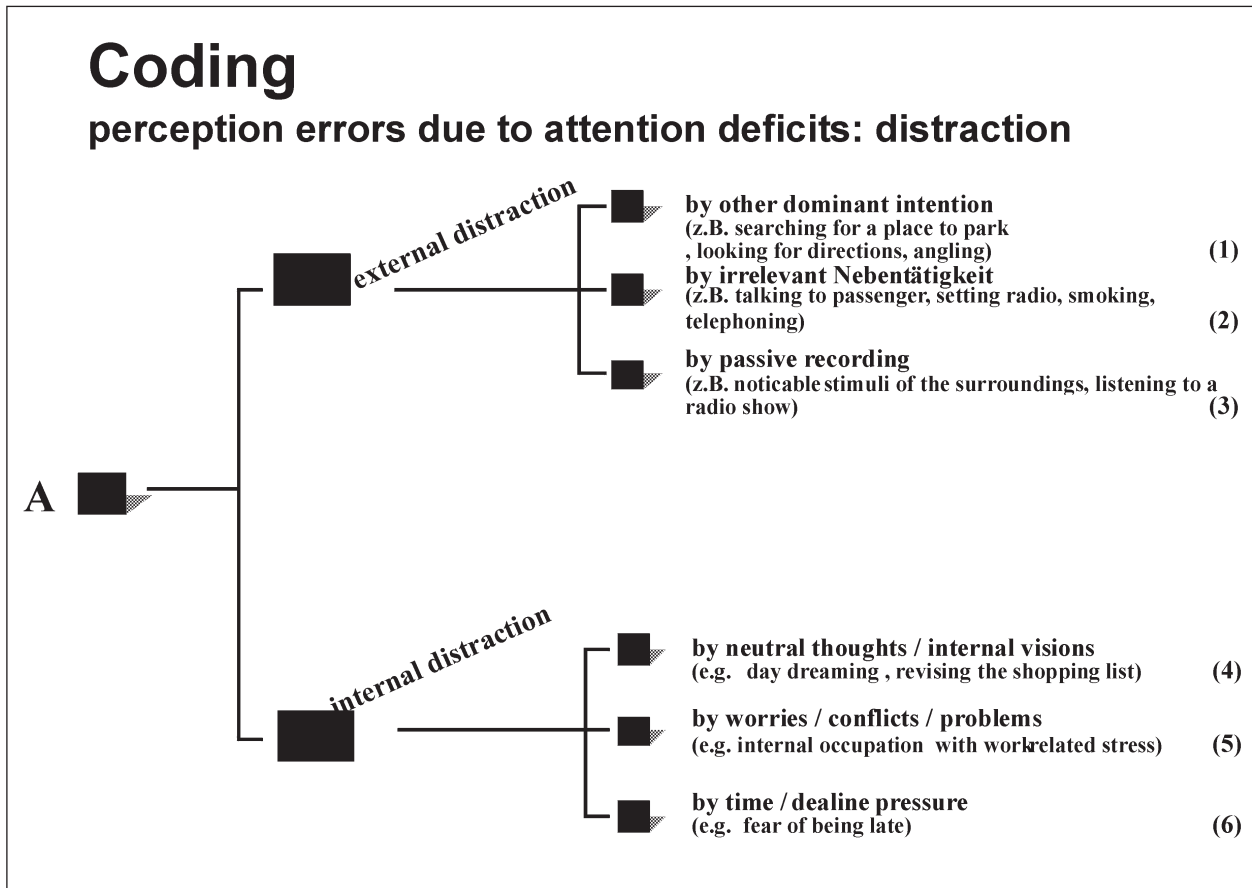 Coding
perception errors due to attention deficits: distraction
external distraction
by other dominant intention
(z.B. searching for a place to park
, looking for directions, angling) (1)
by irrelevant Nebentätigkeit
(z.B. talking to passenger, setting radio, smoking,
telephoning) (2)
by passive recording
(z.B. noticable stimuli of the surroundings, listening to a
radio show) (3)
A
internal distraction
by neutral thoughts / internal visions
(e.g. day dreaming , revising the shopping list) (4)
by worries / conflicts / problems
(e.g. internal occupation with work-related stress) (5)
by time / dealine pressure
(e.g. fear of being late) (6)